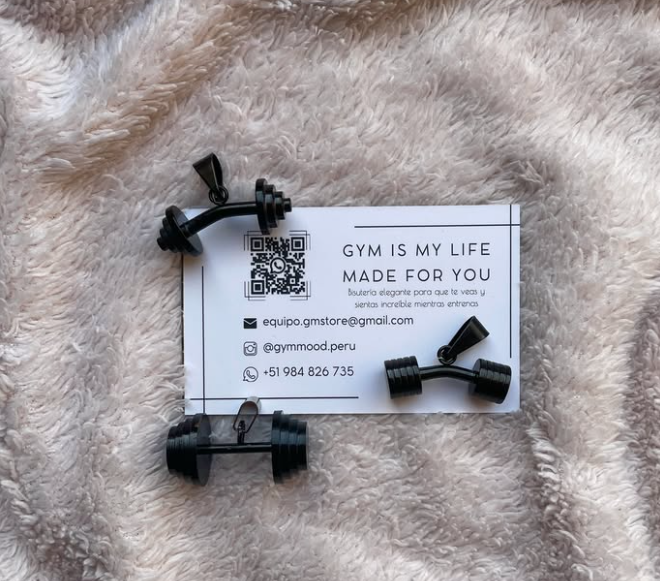 GYM IS MY LIFE
MADE FOR YOU
Bisutería elegante para que te veas y
sientas increíble mientras entrenas
equipo.gmstore@gmail.com
@gymmood.peru
+51 984 826 735